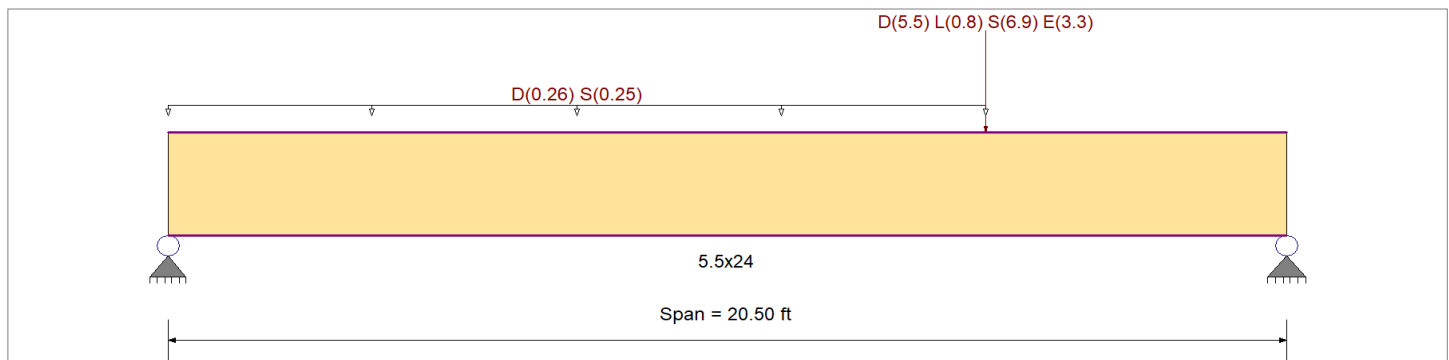 D(5.5) L(0.8) S(6.9) E(3.3)
D(0.26) S(0.25)
5.5x24
Span = 20.50 ft